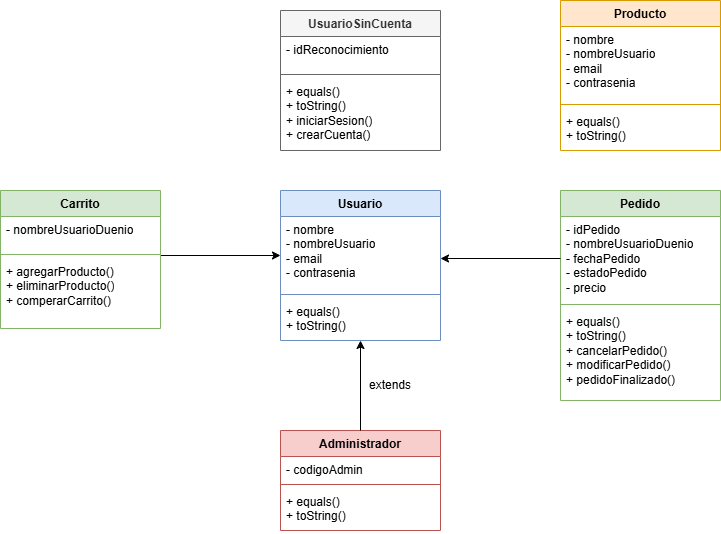 UsuarioSinCuenta
- idReconocimiento
+ equals()
+ toString()
+ iniciarSesion()
+ crearCuenta()
Producto
- nombre
- nombreUsuario
- email
- contrasenia
+ equals()
+ toString()
Carrito
- nombreUsuarioDuenio
+ agregarProducto()
+ eliminarProducto()
+ comperarCarrito()
Usuario
- nombre
- nombreUsuario
- email
- contrasenia
+ equals()
+ toString()
Pedido
- idPedido
- nombreUsuarioDuenio
- fechaPedido
- estadoPedido
- precio
+ equals()
+ toString()
+ cancelarPedido()
+ modificarPedido()
+ pedidoFinalizado()
extends
Administrador
- codigoAdmin
+ equals()
+ toString()